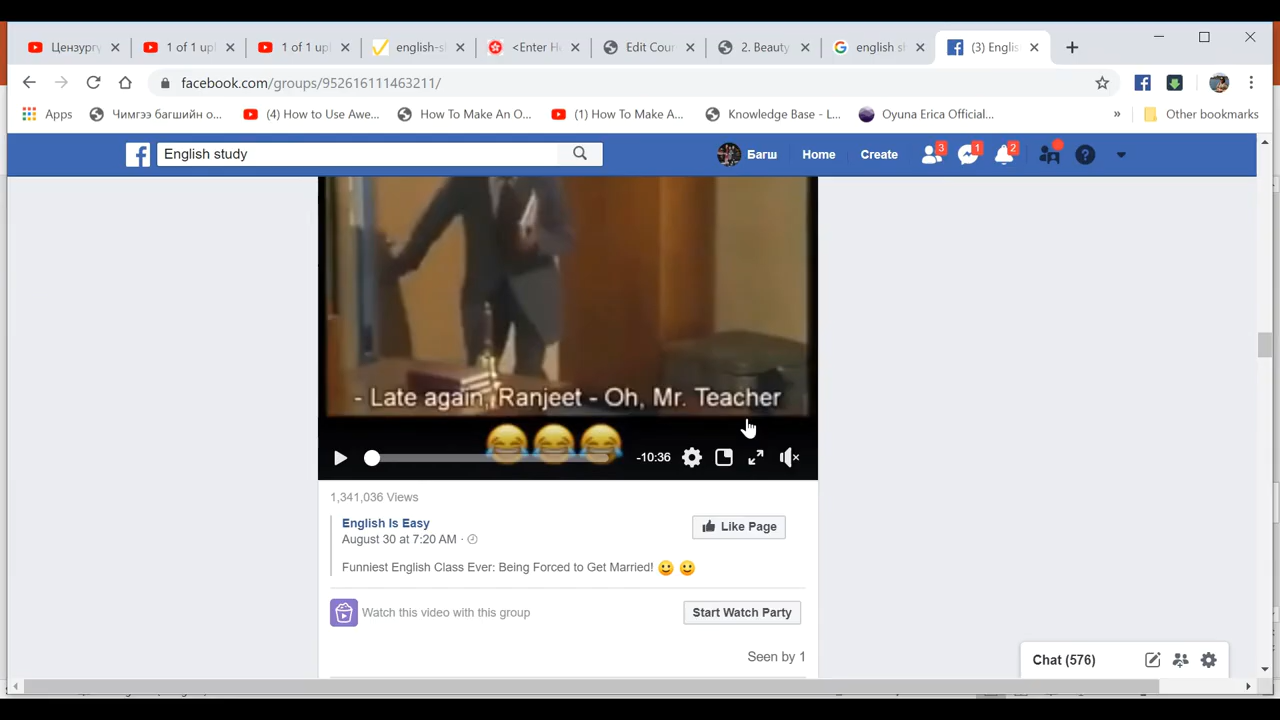 Цензургү
1 of 1 upl
1 of 1 upl
english-sl
<Enter He
Edit Cour
2. Beauty
english st
(3) Englis
facebook.com/groups/952616111463211/
Apps
Чимгээ багшийн о...
(4) How to Use Awe...
How To Make An O...
(1) How To Make A...
Knowledge Base - L...
Oyuna Erica Official...
»
Other bookmarks
English study
Багш
Home
Create
3
1
2
- Late again, Ranjeet - Oh, Mr. Teacher
-10:36
1,341,036 Views
English Is Easy
August 30 at 7:20 AM ·
Like Page
Funniest English Class Ever: Being Forced to Get Married!
Watch this video with this group
Start Watch Party
Seen by 1
Chat (576)